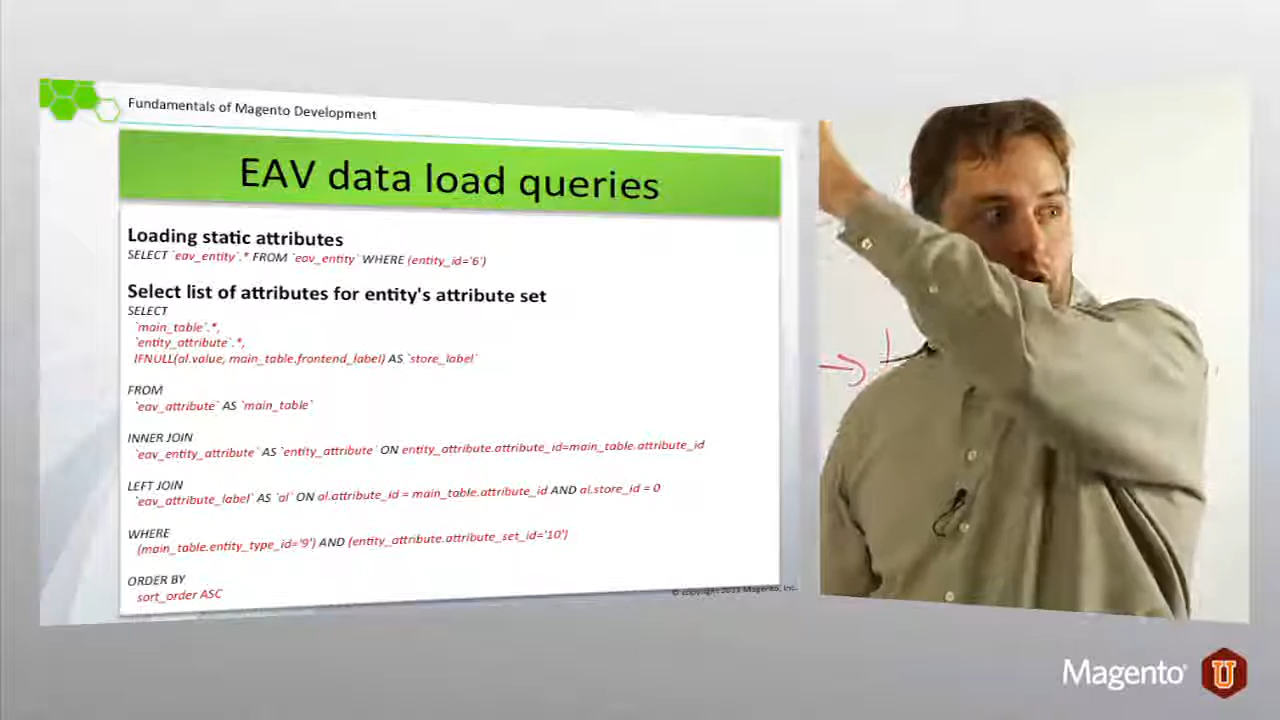 Fundamentals of Magento Development
EAV data load queries
Loading static attributes
SELECT `eav_entity`.* FROM `eav_entity` WHERE (entity_id='6')
Select list of attributes for entity's attribute set
SELECT
`main_table`.*,
`entity_attribute`.*,
IFNULL(al.value, main_table.frontend_label) AS `store_label`
FROM
`eav_attribute` AS `main_table`
INNER JOIN
`eav_entity_attribute` AS `entity_attribute` ON entity_attribute.attribute_id=main_table.attribute_id
LEFT JOIN
`eav_attribute_label` AS `al` ON al.attribute_id = main_table.attribute_id AND al.store_id = 0
WHERE
(main_table.entity_type_id='9') AND (entity_attribute.attribute_set_id='10')
ORDER BY
sort_order ASC
© copyright 2013 Magento, Inc.
Magento U